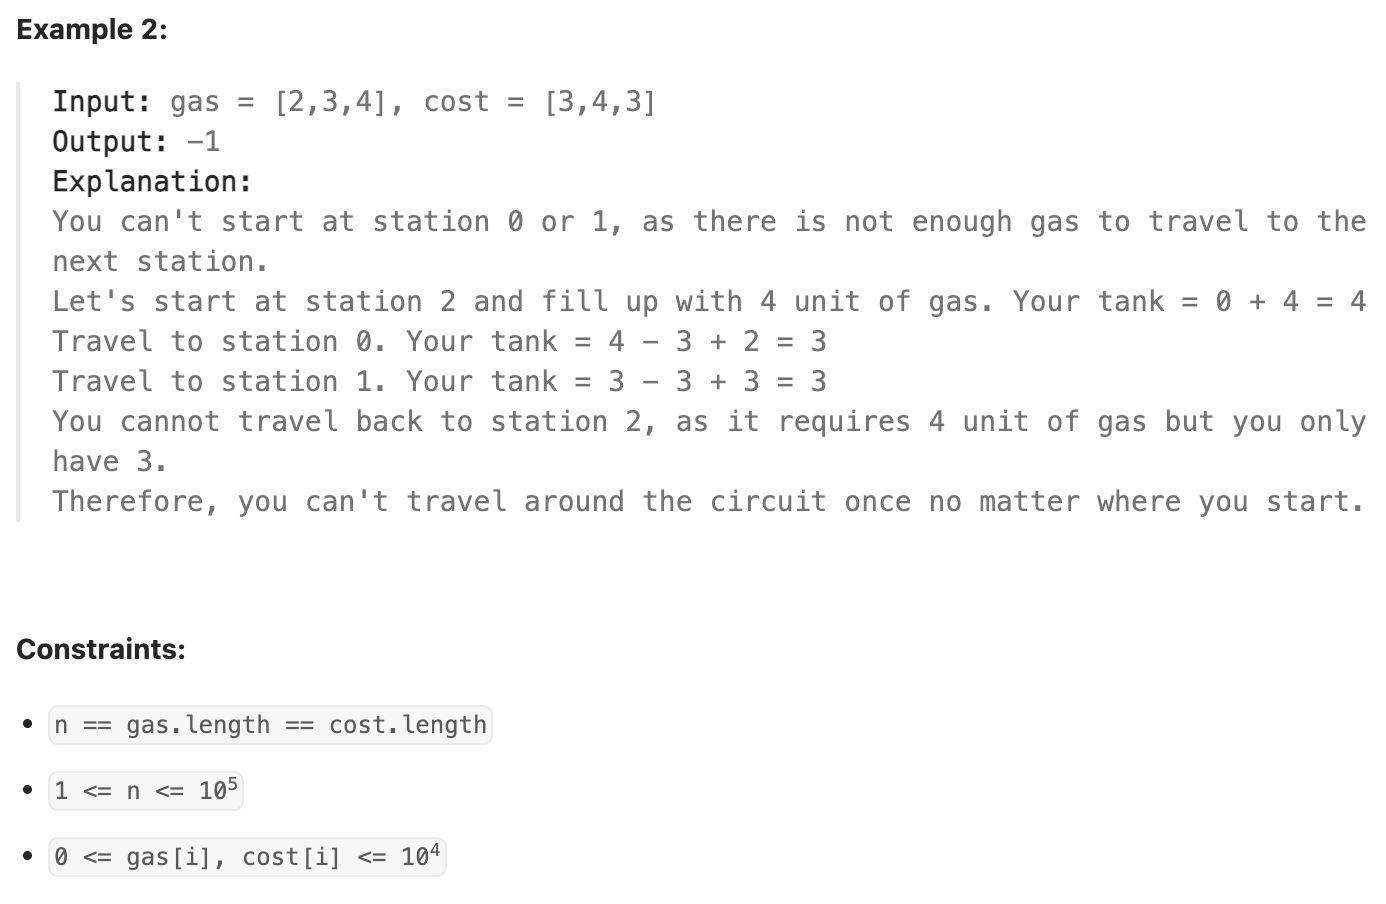 Example 2:
Input: gas = [2,3,4], cost = [3,4,3]
Output: -1
Explanation:
You can't start at station 0 or 1, as there is not enough gas to travel to the
next station.
Let's start at station 2 and fill up with 4 unit of gas. Your tank = 0 + 4 = 4
Travel to station 0. Your tank = 4 - 3 + 2 = 3
Travel to station 1. Your tank = 3 - 3 + 3 = 3
You cannot travel back to station 2, as it requires 4 unit of gas but you only
have 3.
Therefore, you can't travel around the circuit once no matter where you start.
Constraints:
• n == gas.length == cost.length
• 1 <= n <= 10⁵
• 0 <= gas[i], cost[i] <= 10⁴